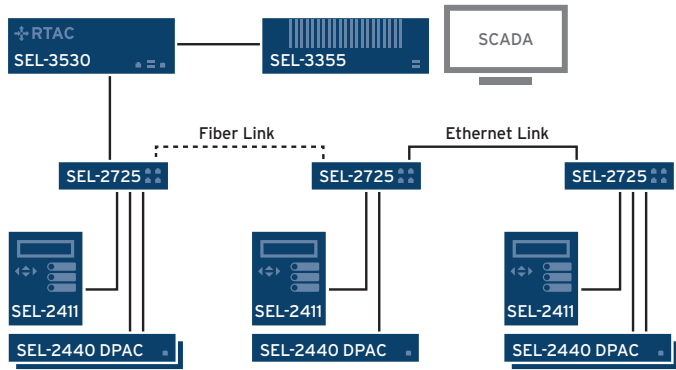 RTAC
SEL-3530
SEL-3355
SCADA
Fiber Link
Ethernet Link
SEL-2725
SEL-2725
SEL-2725
SEL-2411
SEL-2411
SEL-2411
SEL-2440 DPAC
SEL-2440 DPAC
SEL-2440 DPAC